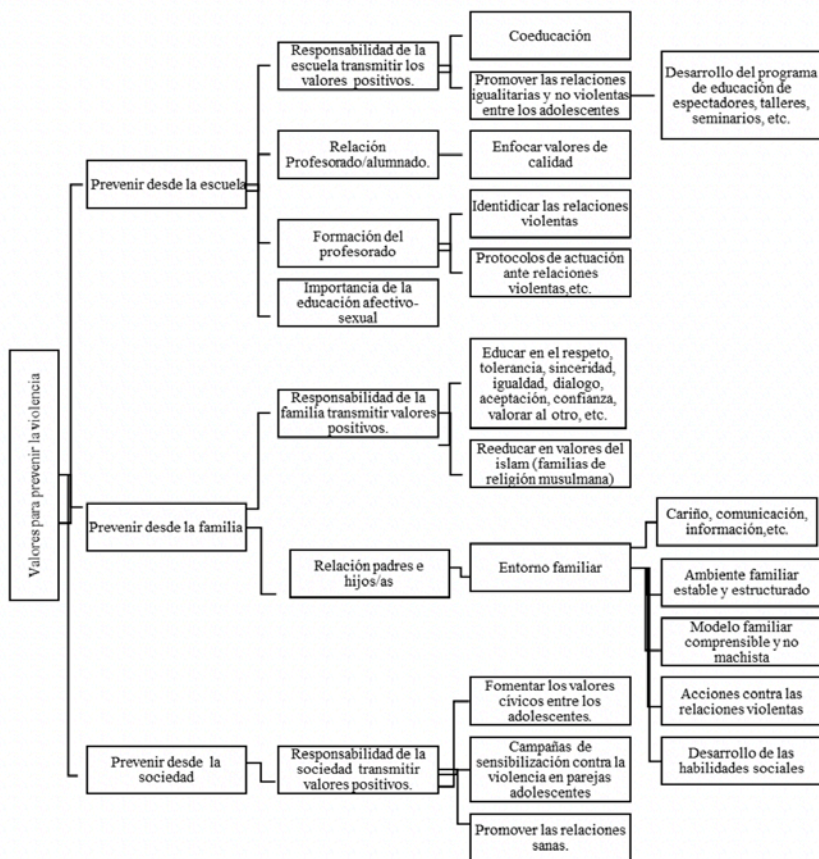 Valores para prevenir la violencia
Prevenir desde la escuela
Responsabilidad de la
escuela transmitir los
valores positivos.
Coeducación
Promover las relaciones
igualitarias y no violentas
entre los adolescentes
Desarrollo del programa
de educación de
espectadores, talleres,
seminarios, etc.
Relación
Profesorado/alumnado.
Enfocar valores de
calidad
Formación del
profesorado
Identidicar las relaciones
violentas
Protocolos de actuación
ante relaciones
violentas,etc.
Importancia de la
educación afectivo-
sexual
Prevenir desde la familia
Responsabilidad de la
familia transmitir valores
positivos.
Educar en el respeto,
tolerancia, sinceridad,
igualdad, dialogo,
aceptación, confianza,
valorar al otro, etc.
Reeducar en valores del
islam (familias de
religión musulmana)
Relación padres e
hijos/as
Entorno familiar
Cariño, comunicación,
información,etc.
Ambiente familiar
estable y estructurado
Modelo familiar
comprensible y no
machista
Acciones contra las
relaciones violentas
Desarrollo de las
habilidades sociales
Prevenir desde la
sociedad
Responsabilidad de la
sociedad transmitir
valores positivos.
Fomentar los valores
cívicos entre los
adolescentes.
Campañas de
sensibilización contra la
violencia en parejas
adolescentes
Promover las relaciones
sanas.